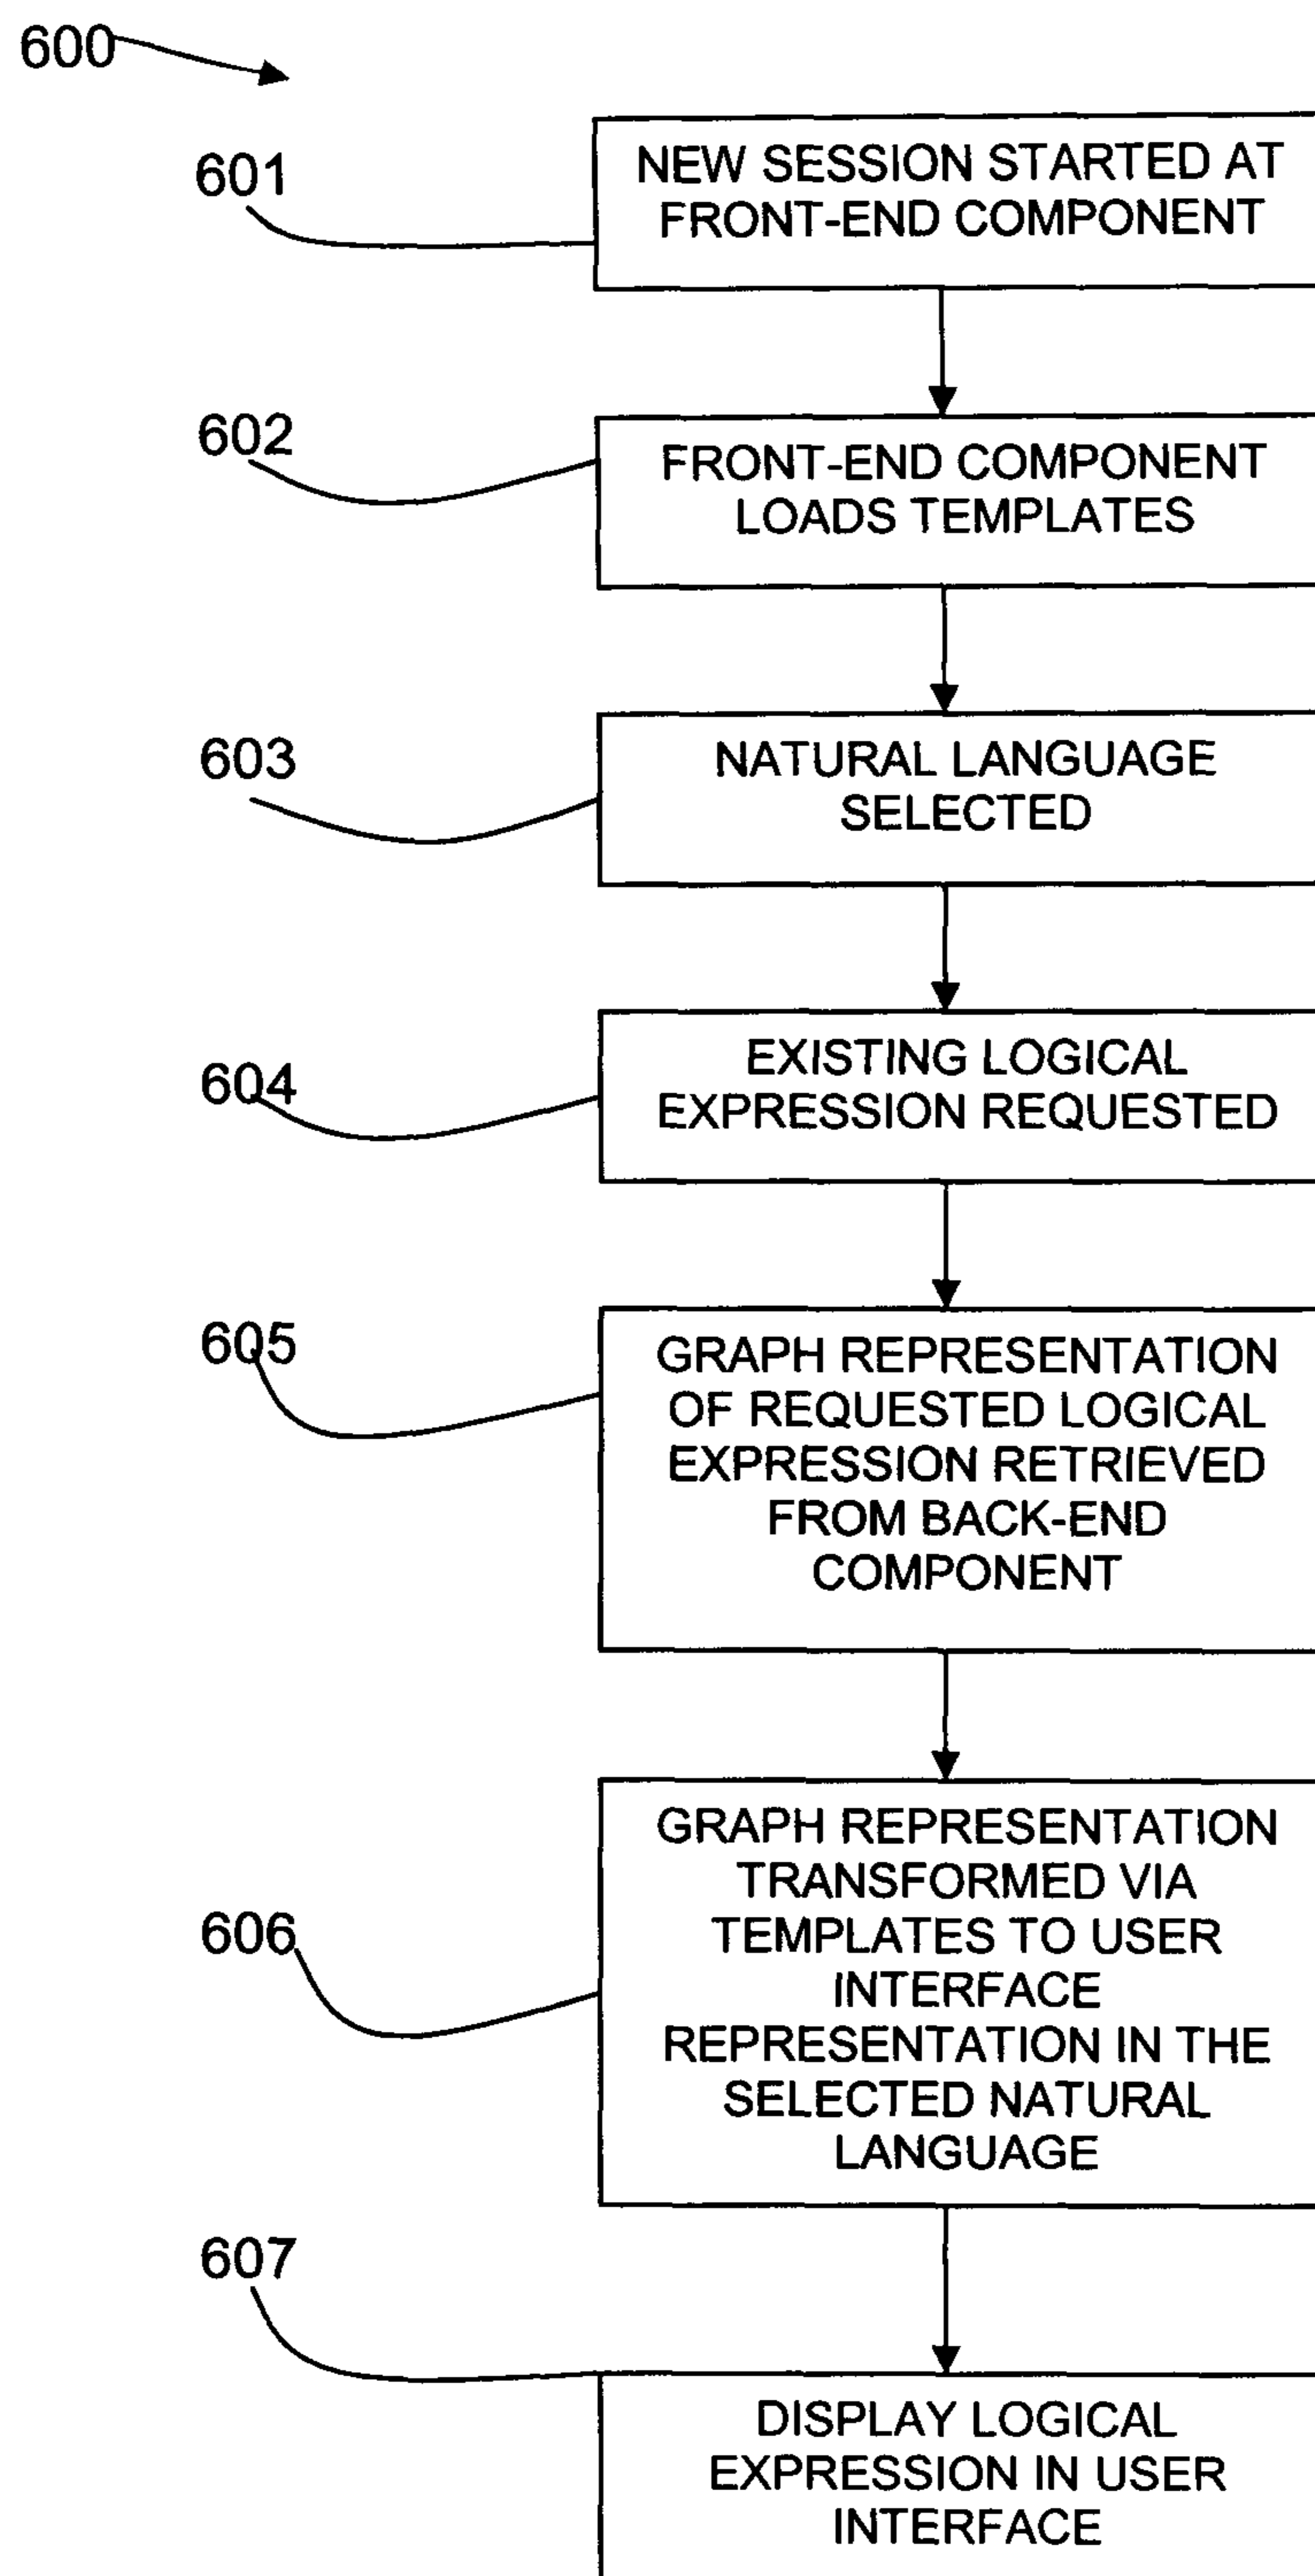 600
601
NEW SESSION STARTED AT
FRONT-END COMPONENT
602
FRONT-END COMPONENT
LOADS TEMPLATES
603
NATURAL LANGUAGE
SELECTED
604
EXISTING LOGICAL
EXPRESSION REQUESTED
605
GRAPH REPRESENTATION
OF REQUESTED LOGICAL
EXPRESSION RETRIEVED
FROM BACK-END
COMPONENT
606
GRAPH REPRESENTATION
TRANSFORMED VIA
TEMPLATES TO USER
INTERFACE
REPRESENTATION IN THE
SELECTED NATURAL
LANGUAGE
607
DISPLAY LOGICAL
EXPRESSION IN USER
INTERFACE